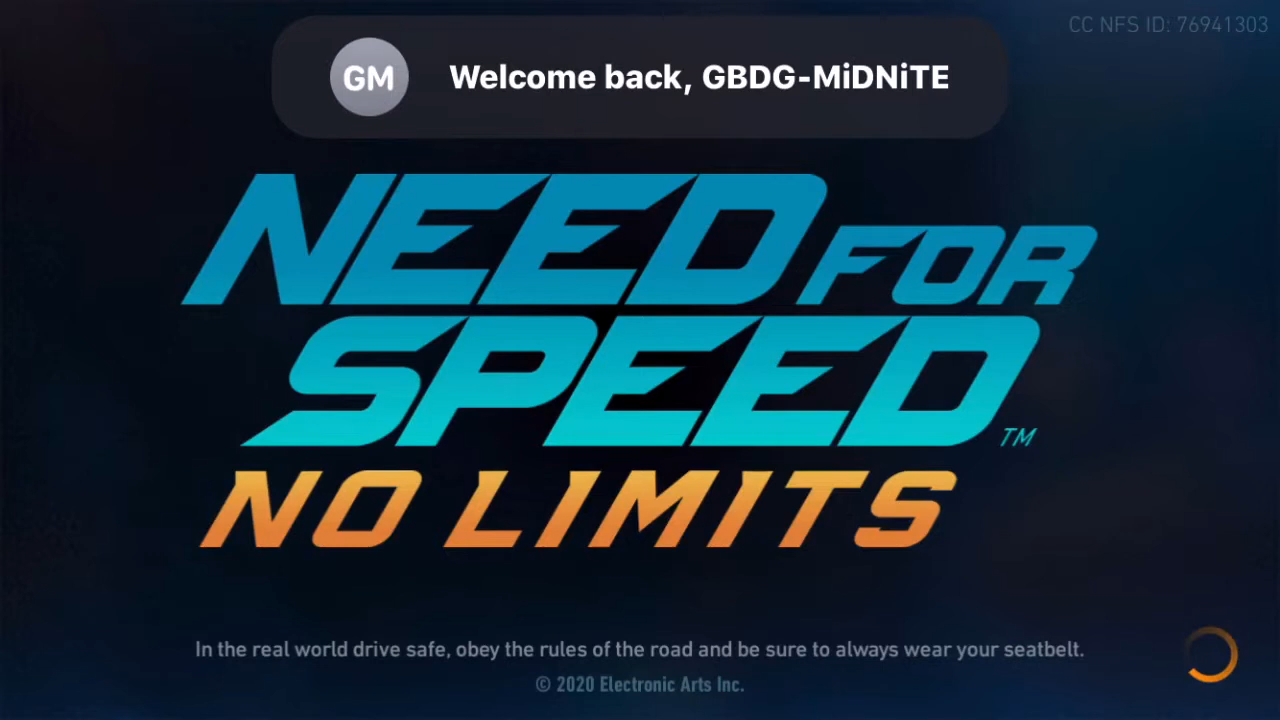 CC NFS ID: 76941303
GM
Welcome back, GBDG-MiDNiTE
NEED FOR
SPEED TM
NO LIMITS
In the real world drive safe, obey the rules of the road and be sure to always wear your seatbelt.
© 2020 Electronic Arts Inc.